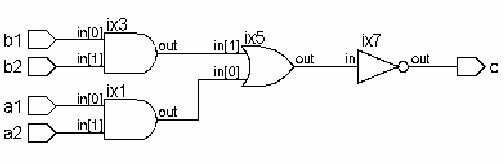 ix3
b1 in[0]
out
b2 in[1]
ix5
in[1]
out
in[0]
ix7
in out c
ix1
a1 in[0]
out
a2 in[1]